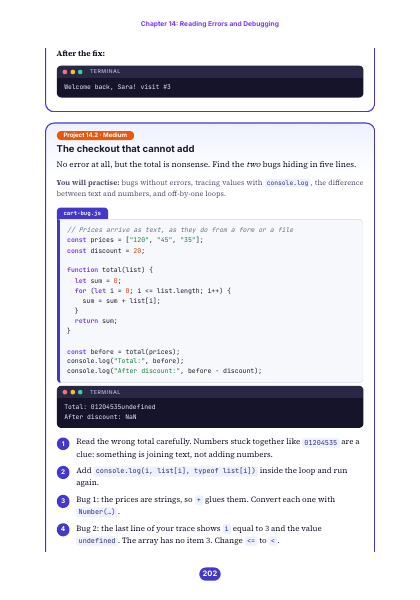 Chapter 14: Reading Errors and Debugging
After the fix:
TERMINAL
Welcome back, Sara! visit #3
Project 14.2 · Medium
The checkout that cannot add
No error at all, but the total is nonsense. Find the two bugs hiding in five lines.
You will practise: bugs without errors, tracing values with console.log, the difference
between text and numbers, and off-by-one loops.
cart-bug.js
// Prices arrive as text, as they do from a form or a file
const prices = ["120", "45", "35"];
const discount = 20;
function total(list) {
let sum = 0;
for (let i = 0; i <= list.length; i++) {
sum = sum + list[i];
}
return sum;
}
const before = total(prices);
console.log("Total:", before);
console.log("After discount:", before - discount);
TERMINAL
Total: 01204535undefined
After discount: NaN
1 Read the wrong total carefully. Numbers stuck together like 01204535 are a
clue: something is joining text, not adding numbers.
2 Add console.log(i, list[i], typeof list[i]) inside the loop and run
again.
3 Bug 1: the prices are strings, so + glues them. Convert each one with
Number(…).
4 Bug 2: the last line of your trace shows i equal to 3 and the value
undefined. The array has no item 3. Change <= to <.
202